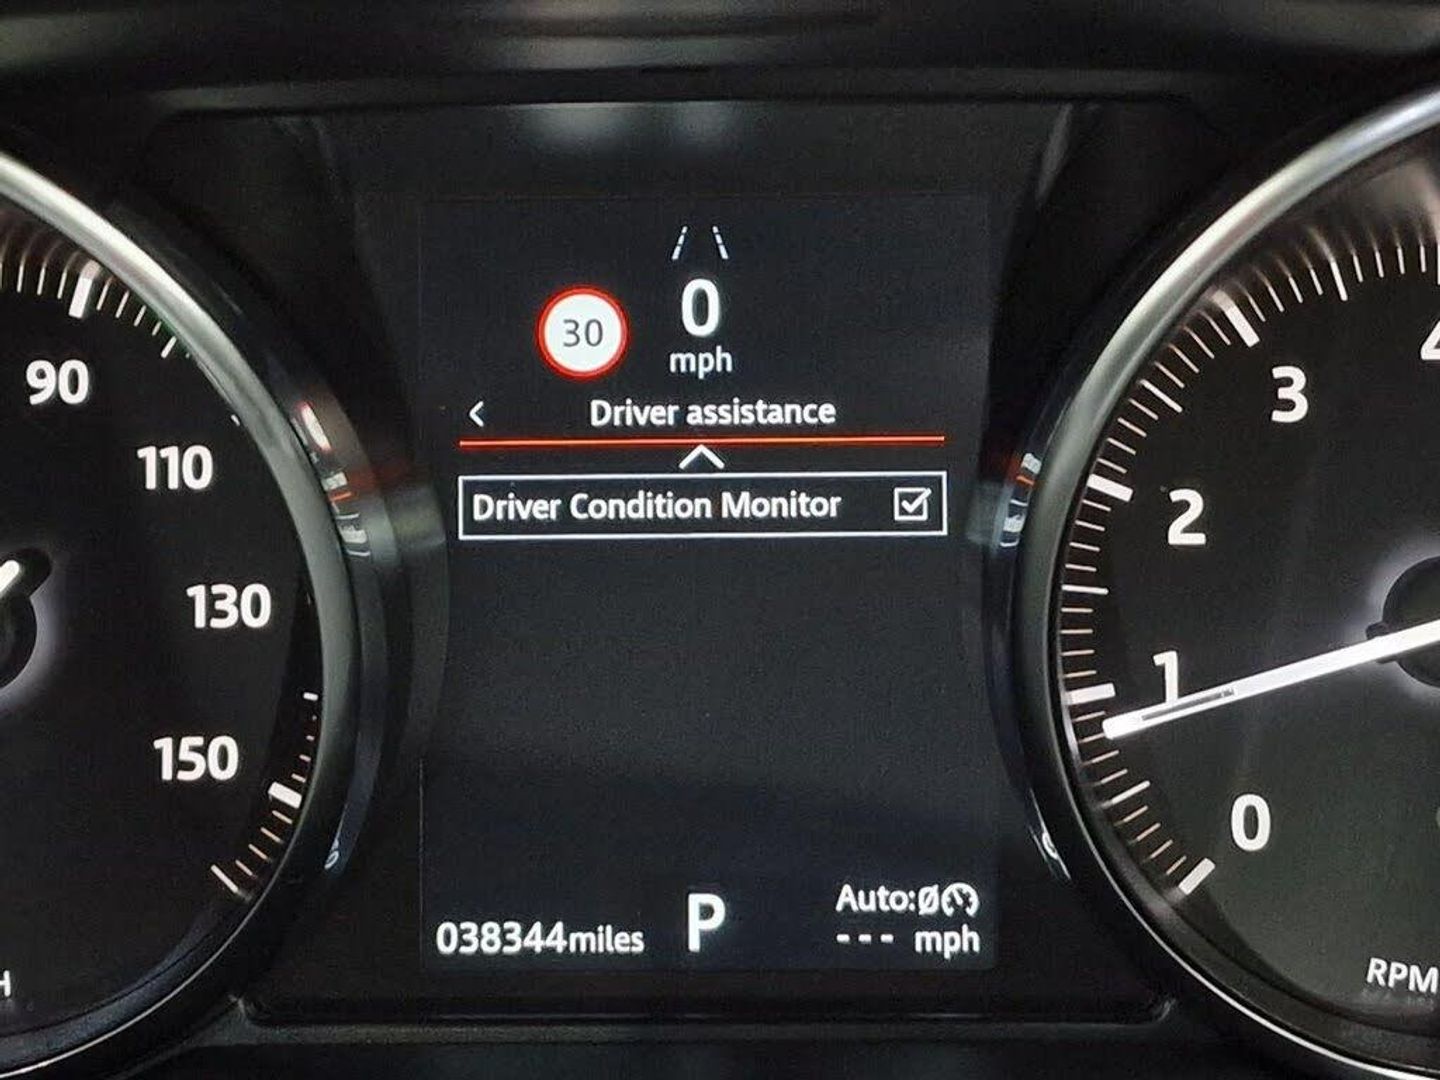 0
mph
30
< Driver assistance
Driver Condition Monitor
038344miles
P
Auto:Ø
--- mph
90
110
130
150
4
3
2
1
0
RPM